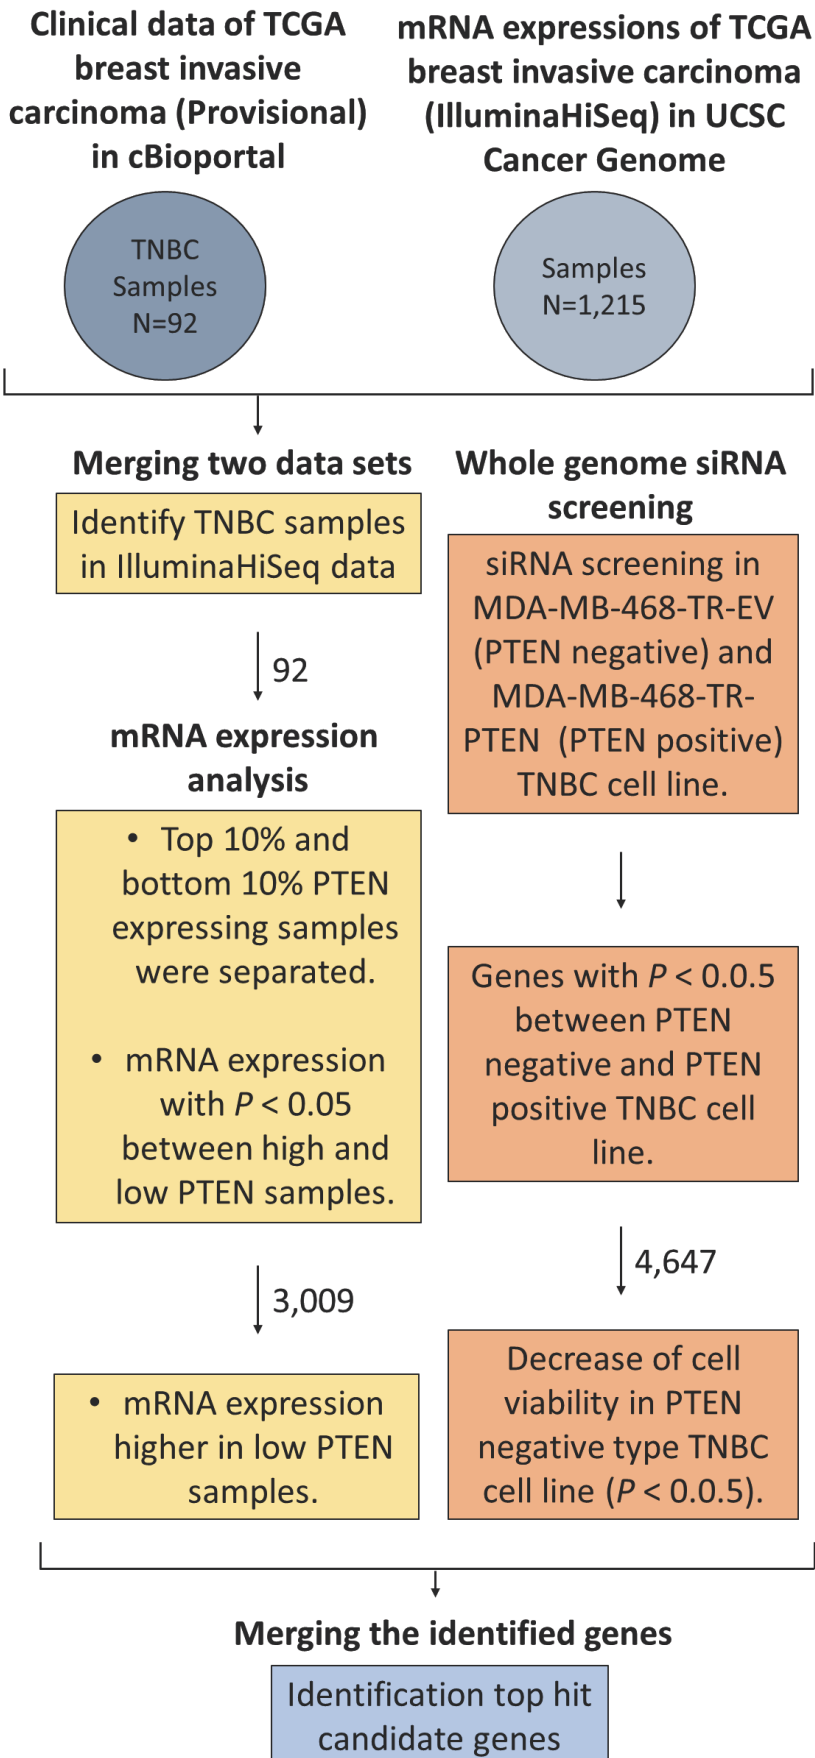 Clinical data of TCGA
breast invasive
carcinoma (Provisional)
in cBioportal
mRNA expressions of TCGA
breast invasive carcinoma
(IlluminaHiSeq) in UCSC
Cancer Genome
TNBC
Samples
N=92
Samples
N=1,215
Merging two data sets
Identify TNBC samples
in IlluminaHiSeq data
92
mRNA expression
analysis
• Top 10% and
bottom 10% PTEN
expressing samples
were separated.
• mRNA expression
with P < 0.05
between high and
low PTEN samples.
3,009
• mRNA expression
higher in low PTEN
samples.
Whole genome siRNA
screening
siRNA screening in
MDA-MB-468-TR-EV
(PTEN negative) and
MDA-MB-468-TR-
PTEN (PTEN positive)
TNBC cell line.
Genes with P < 0.0.5
between PTEN
negative and PTEN
positive TNBC cell
line.
4,647
Decrease of cell
viability in PTEN
negative type TNBC
cell line (P < 0.0.5).
Merging the identified genes
Identification top hit
candidate genes